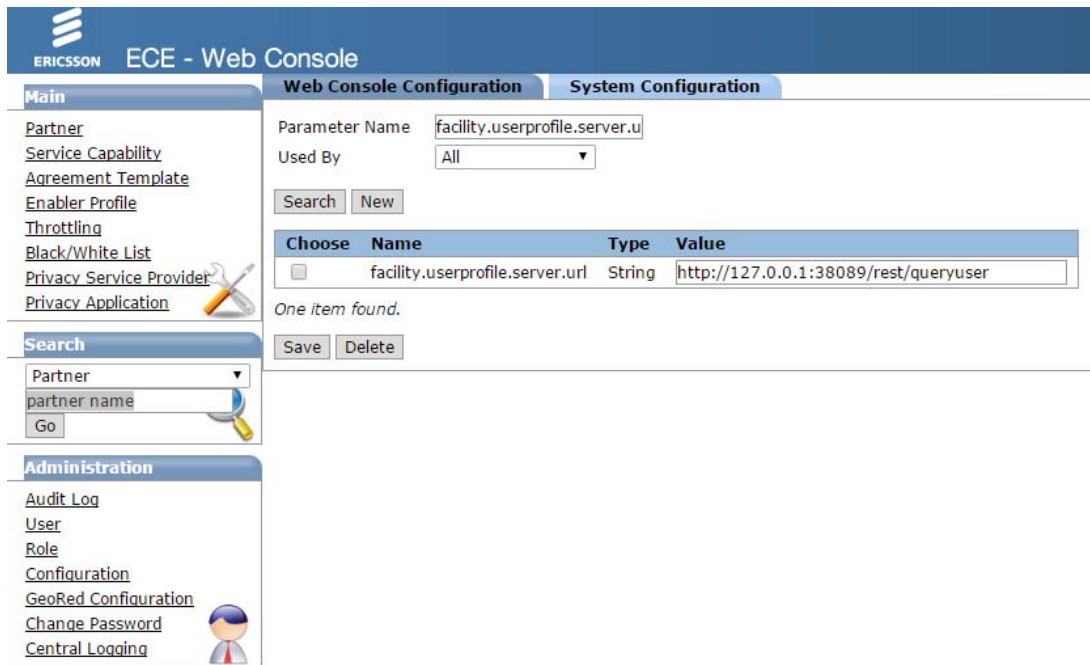 ERICSSON
ECE - Web Console
Main
Partner
Service Capability
Agreement Template
Enabler Profile
Throttling
Black/White List
Privacy Service Provider
Privacy Application
Search
Partner
partner name
Go
Administration
Audit Log
User
Role
Configuration
GeoRed Configuration
Change Password
Central Logging
Web Console Configuration
System Configuration
Parameter Name facility.userprofile.server.u
Used By All
Search New
Choose Name Type Value
facility.userprofile.server.url String http://127.0.0.1:38089/rest/queryuser
One item found.
Save Delete